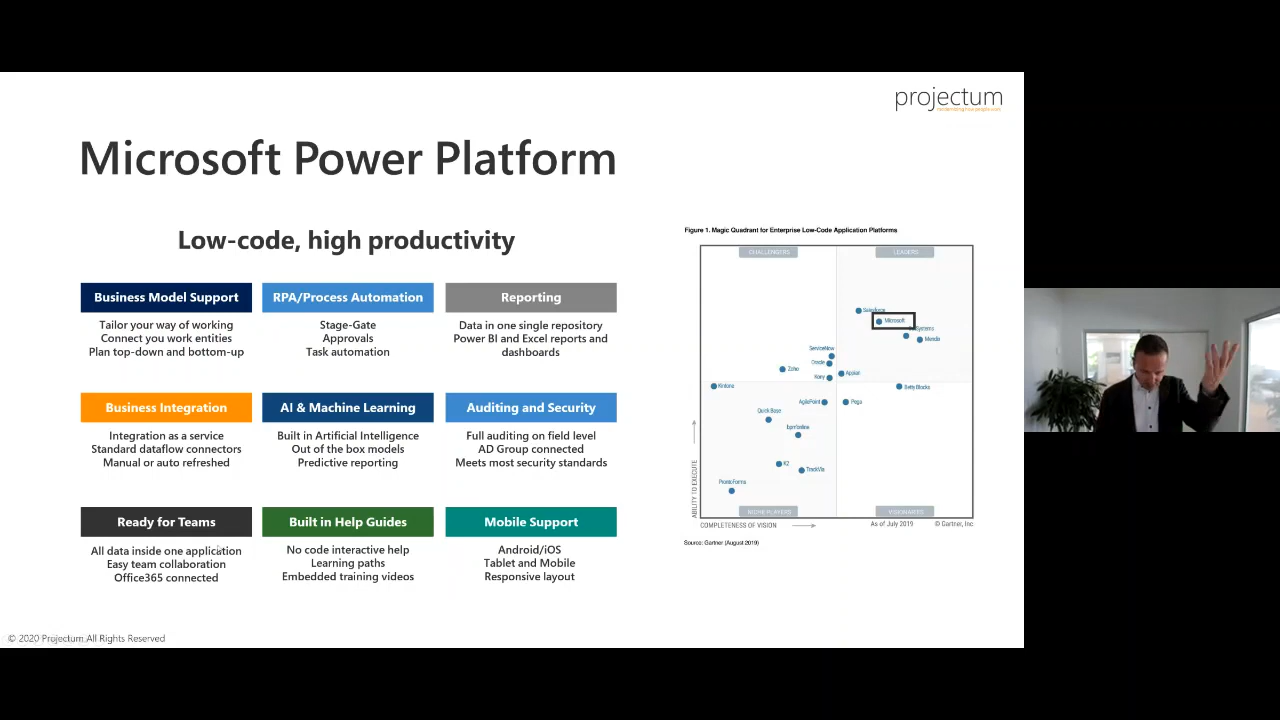 projectum
Microsoft Power Platform
Low-code, high productivity
Business Model Support
Tailor your way of working
Connect you work entities
Plan top-down and bottom-up
RPA/Process Automation
Stage-Gate
Approvals
Task automation
Reporting
Data in one single repository
Power BI and Excel reports and
dashboards
Business Integration
Integration as a service
Standard dataflow connectors
Manual or auto refreshed
AI & Machine Learning
Built in Artificial Intelligence
Out of the box models
Predictive reporting
Auditing and Security
Full auditing on field level
AD Group connected
Meets most security standards
Ready for Teams
All data inside one application
Easy team collaboration
Office365 connected
Built in Help Guides
No code interactive help
Learning paths
Embedded training videos
Mobile Support
Android/iOS
Tablet and Mobile
Responsive layout
Figure 1. Magic Quadrant for Enterprise Low-Code Application Platforms
CHALLENGERS
LEADERS
Salesforce
Microsoft
Mendix
ServiceNow
Oracle
Zoho
Kony
Appian
Kintone
Betty Blocks
AgilePoint
Pega
Quick Base
bpm'online
K2
TrackVia
ProntoForms
NICHE PLAYERS
VISIONARIES
ABILITY TO EXECUTE
COMPLETENESS OF VISION
As of July 2019
© Gartner, Inc
Source: Gartner (August 2019)
© 2020 Projectum All Rights Reserved